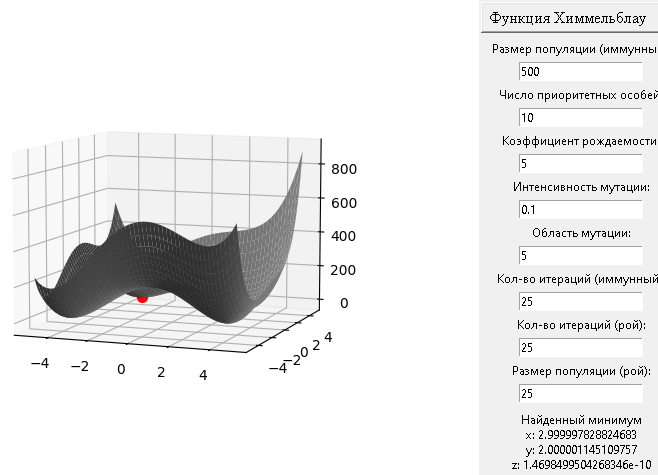 Функция Химмельблау
Размер популяции (иммунны
500
Число приоритетных особей
10
Коэффициент рождаемости
5
Интенсивность мутации:
0.1
Область мутации:
5
Кол-во итераций (иммунный
25
Кол-во итераций (рой):
25
Размер популяции (рой):
25
Найденный минимум
x: 2.999997828824683
y: 2.000001145109757
z: 1.4698499504268346e-10
800
600
400
200
0
−4 −2 0 2 4
−4 −2 0 2 4